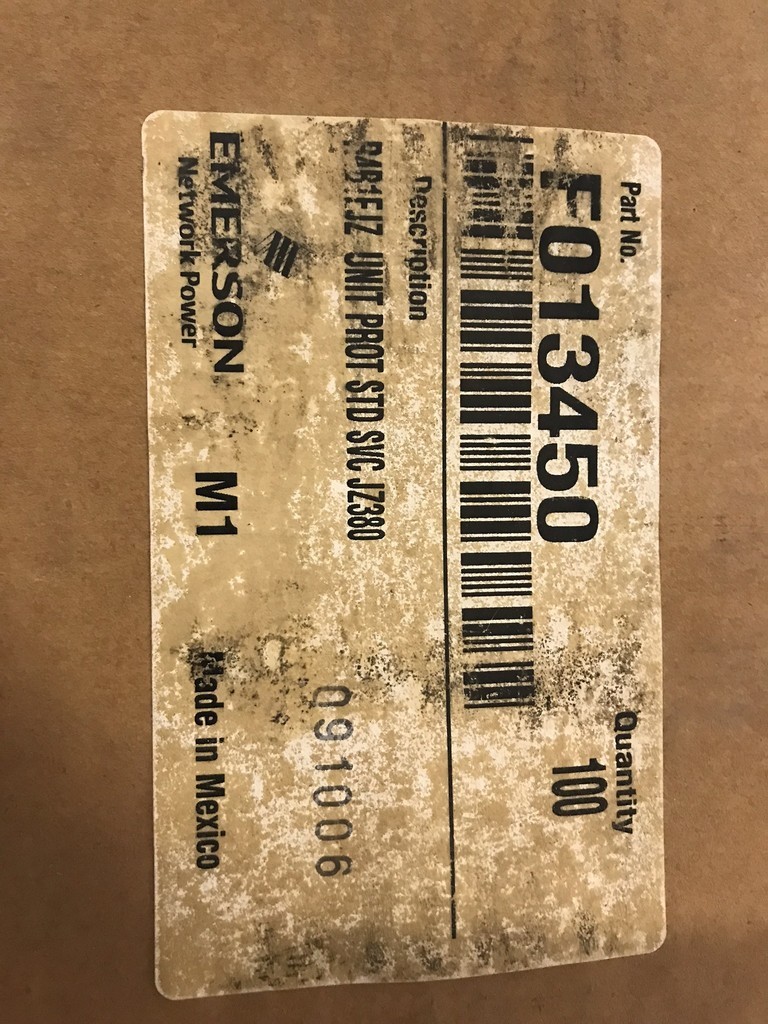 Part No.
F013450
Quantity
100
Description
UNIT PROT STD SVC JZ380
091006
EMERSON
Network Power
M1
Made in Mexico